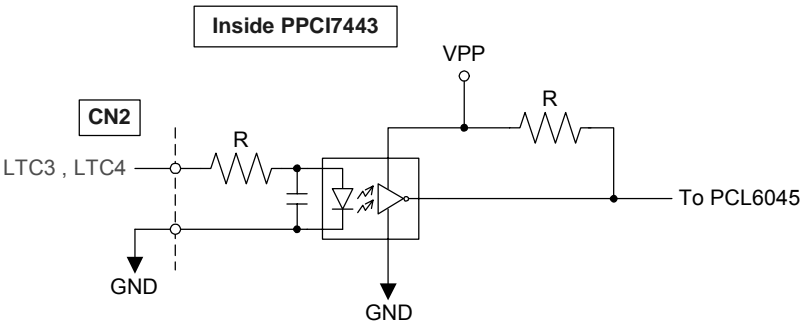 Inside PPCI7443
VPP
CN2
R
R
LTC3 , LTC4
To PCL6045
GND
GND